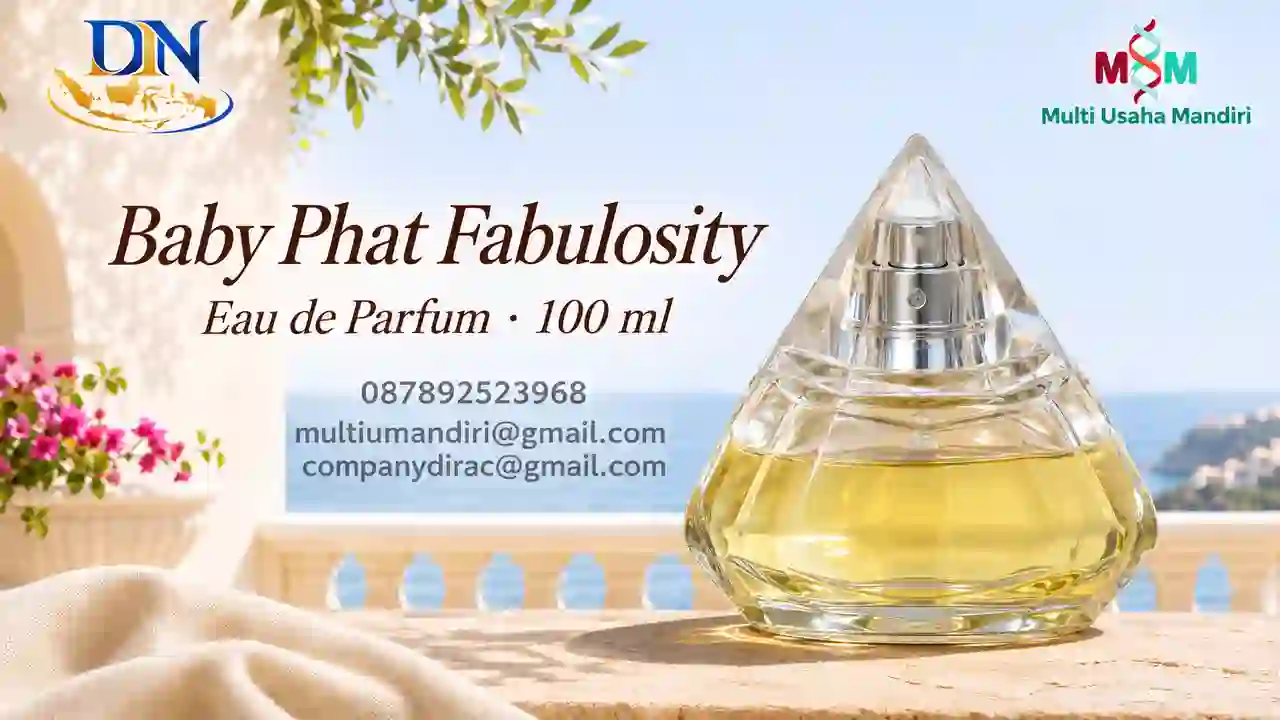 DN
M M
Multi Usaha Mandiri
Baby Phat Fabulosity
Eau de Parfum · 100 ml
087892523968
multiumandiri@gmail.com
companydirac@gmail.com